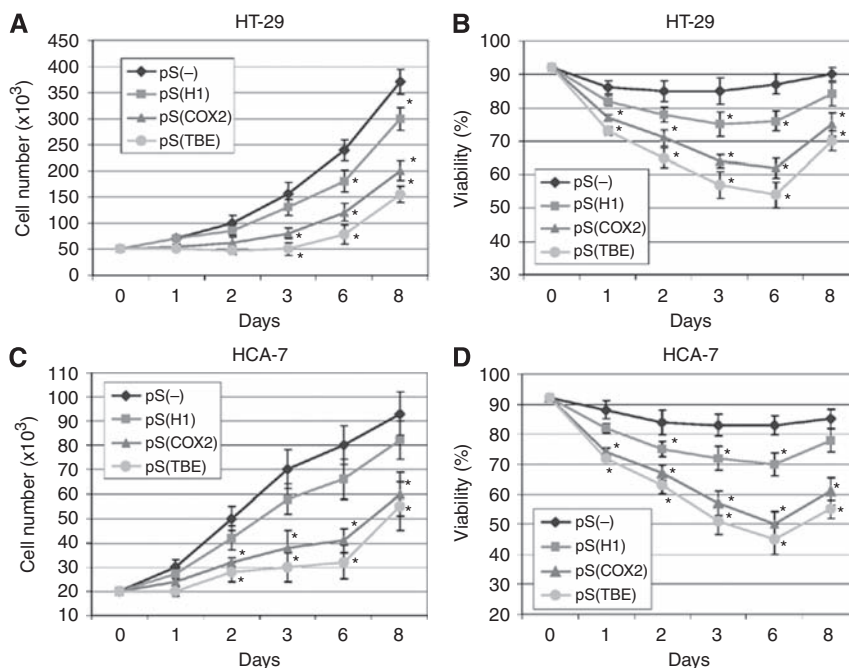 A
HT-29
Cell number (x10³)
450
400
350
300
250
200
150
100
50
0
pS(–)
pS(H1)
pS(COX2)
pS(TBE)
* * * * * * * * *
0 1 2 3 6 8
Days
B
HT-29
Viability (%)
100
90
80
70
60
50
40
30
pS(–)
pS(H1)
pS(COX2)
pS(TBE)
* * * * * * * * * * * * *
0 1 2 3 6 8
Days
C
HCA-7
Cell number (x10³)
110
100
90
80
70
60
50
40
30
20
10
pS(–)
pS(H1)
pS(COX2)
pS(TBE)
* * * * * * * *
0 1 2 3 6 8
Days
D
HCA-7
Viability (%)
100
90
80
70
60
50
40
30
20
pS(–)
pS(H1)
pS(COX2)
pS(TBE)
* * * * * * * * * * * * *
0 1 2 3 6 8
Days